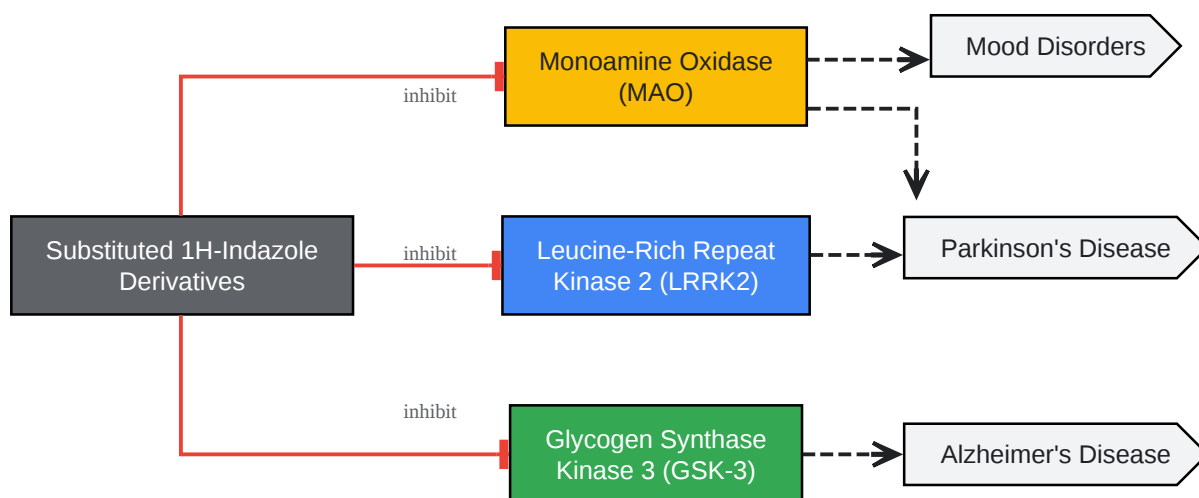 Monoamine Oxidase
(MAO)
Mood Disorders
inhibit
Substituted 1H-Indazole
Derivatives
inhibit
Leucine-Rich Repeat
Kinase 2 (LRRK2)
Parkinson's Disease
inhibit
Glycogen Synthase
Kinase 3 (GSK-3)
Alzheimer's Disease